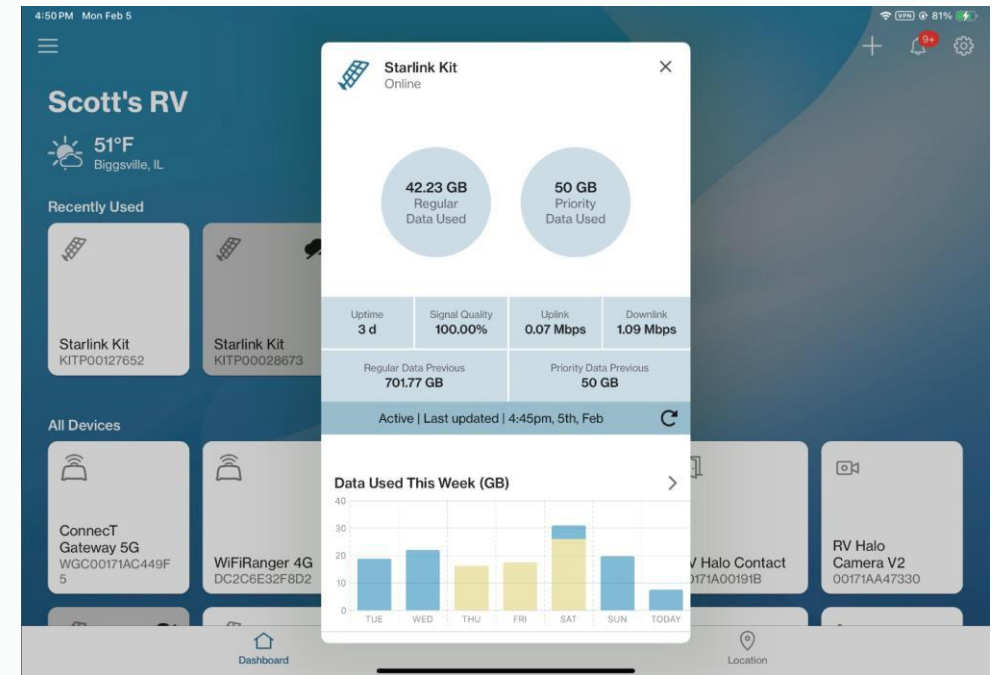 4:50 PM Mon Feb 5
VPN
81%
9+
Scott's RV
51°F
Biggsville, IL
Recently Used
Starlink Kit
KITP00127652
Starlink Kit
KITP00028673
All Devices
ConnecT
Gateway 5G
WGC00171AC449F
5
WiFiRanger 4G
DC2C6E32F8D2
Starlink Kit
Online
42.23 GB
Regular
Data Used
50 GB
Priority
Data Used
Uptime
3 d
Signal Quality
100.00%
Uplink
0.07 Mbps
Downlink
1.09 Mbps
Regular Data Previous
701.77 GB
Priority Data Previous
50 GB
Active | Last updated | 4:45pm, 5th, Feb
Data Used This Week (GB)
40
30
20
10
0
TUE WED THU FRI SAT SUN TODAY
Halo Contact
0171A00191B
RV Halo
Camera V2
00171AA47330
Dashboard
Location